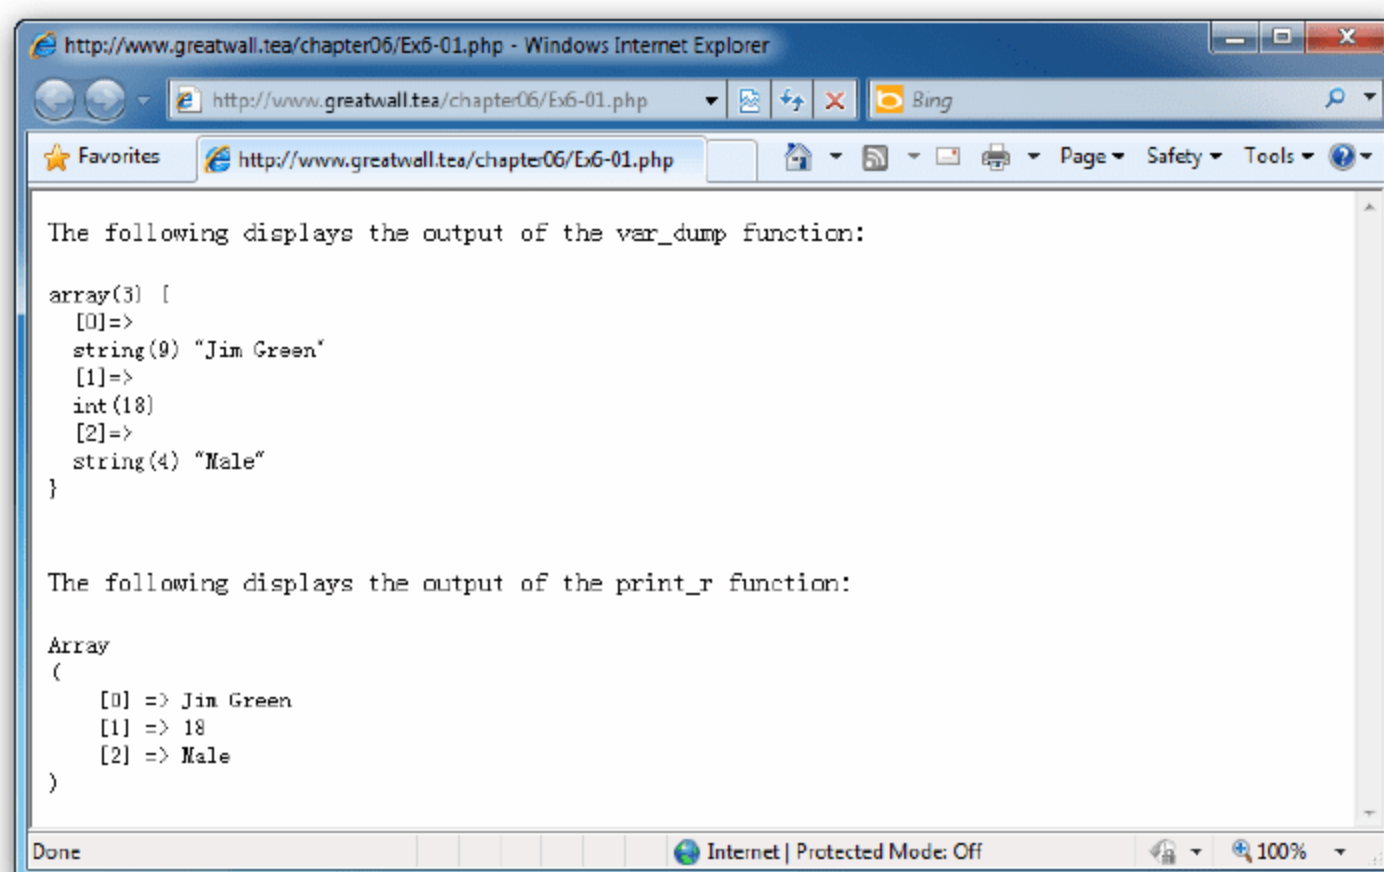 http://www.greatwall.tea/chapter06/Ex6-01.php - Windows Internet Explorer
http://www.greatwall.tea/chapter06/Ex6-01.php
Bing
Favorites
http://www.greatwall.tea/chapter06/Ex6-01.php
Page
Safety
Tools
The following displays the output of the var_dump function:
array(3) {
[0]=>
string(9) "Jim Green"
[1]=>
int(18)
[2]=>
string(4) "Male"
}
The following displays the output of the print_r function:
Array
(
[0] => Jim Green
[1] => 18
[2] => Male
)
Done
Internet | Protected Mode: Off
100%